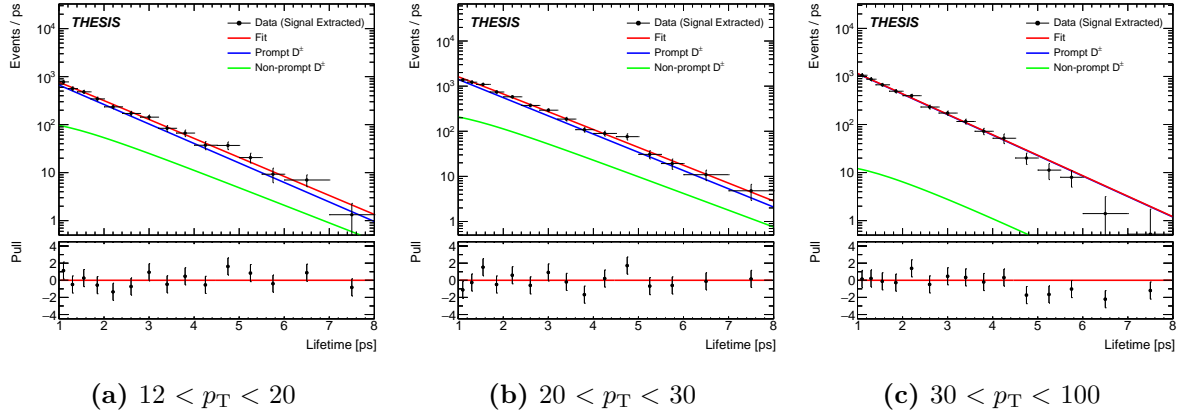 Events / ps
10⁴
10³
10²
10
1
THESIS
Data (Signal Extracted)
Fit
Prompt D±
Non-prompt D±
Pull
4
2
0
−2
−4
1 2 3 4 5 6 7 8
Lifetime [ps]
(a) 12 < pT < 20
Events / ps
10⁴
10³
10²
10
1
THESIS
Data (Signal Extracted)
Fit
Prompt D±
Non-prompt D±
Pull
4
2
0
−2
−4
1 2 3 4 5 6 7 8
Lifetime [ps]
(b) 20 < pT < 30
Events / ps
10⁴
10³
10²
10
1
THESIS
Data (Signal Extracted)
Fit
Prompt D±
Non-prompt D±
Pull
4
2
0
−2
−4
1 2 3 4 5 6 7 8
Lifetime [ps]
(c) 30 < pT < 100